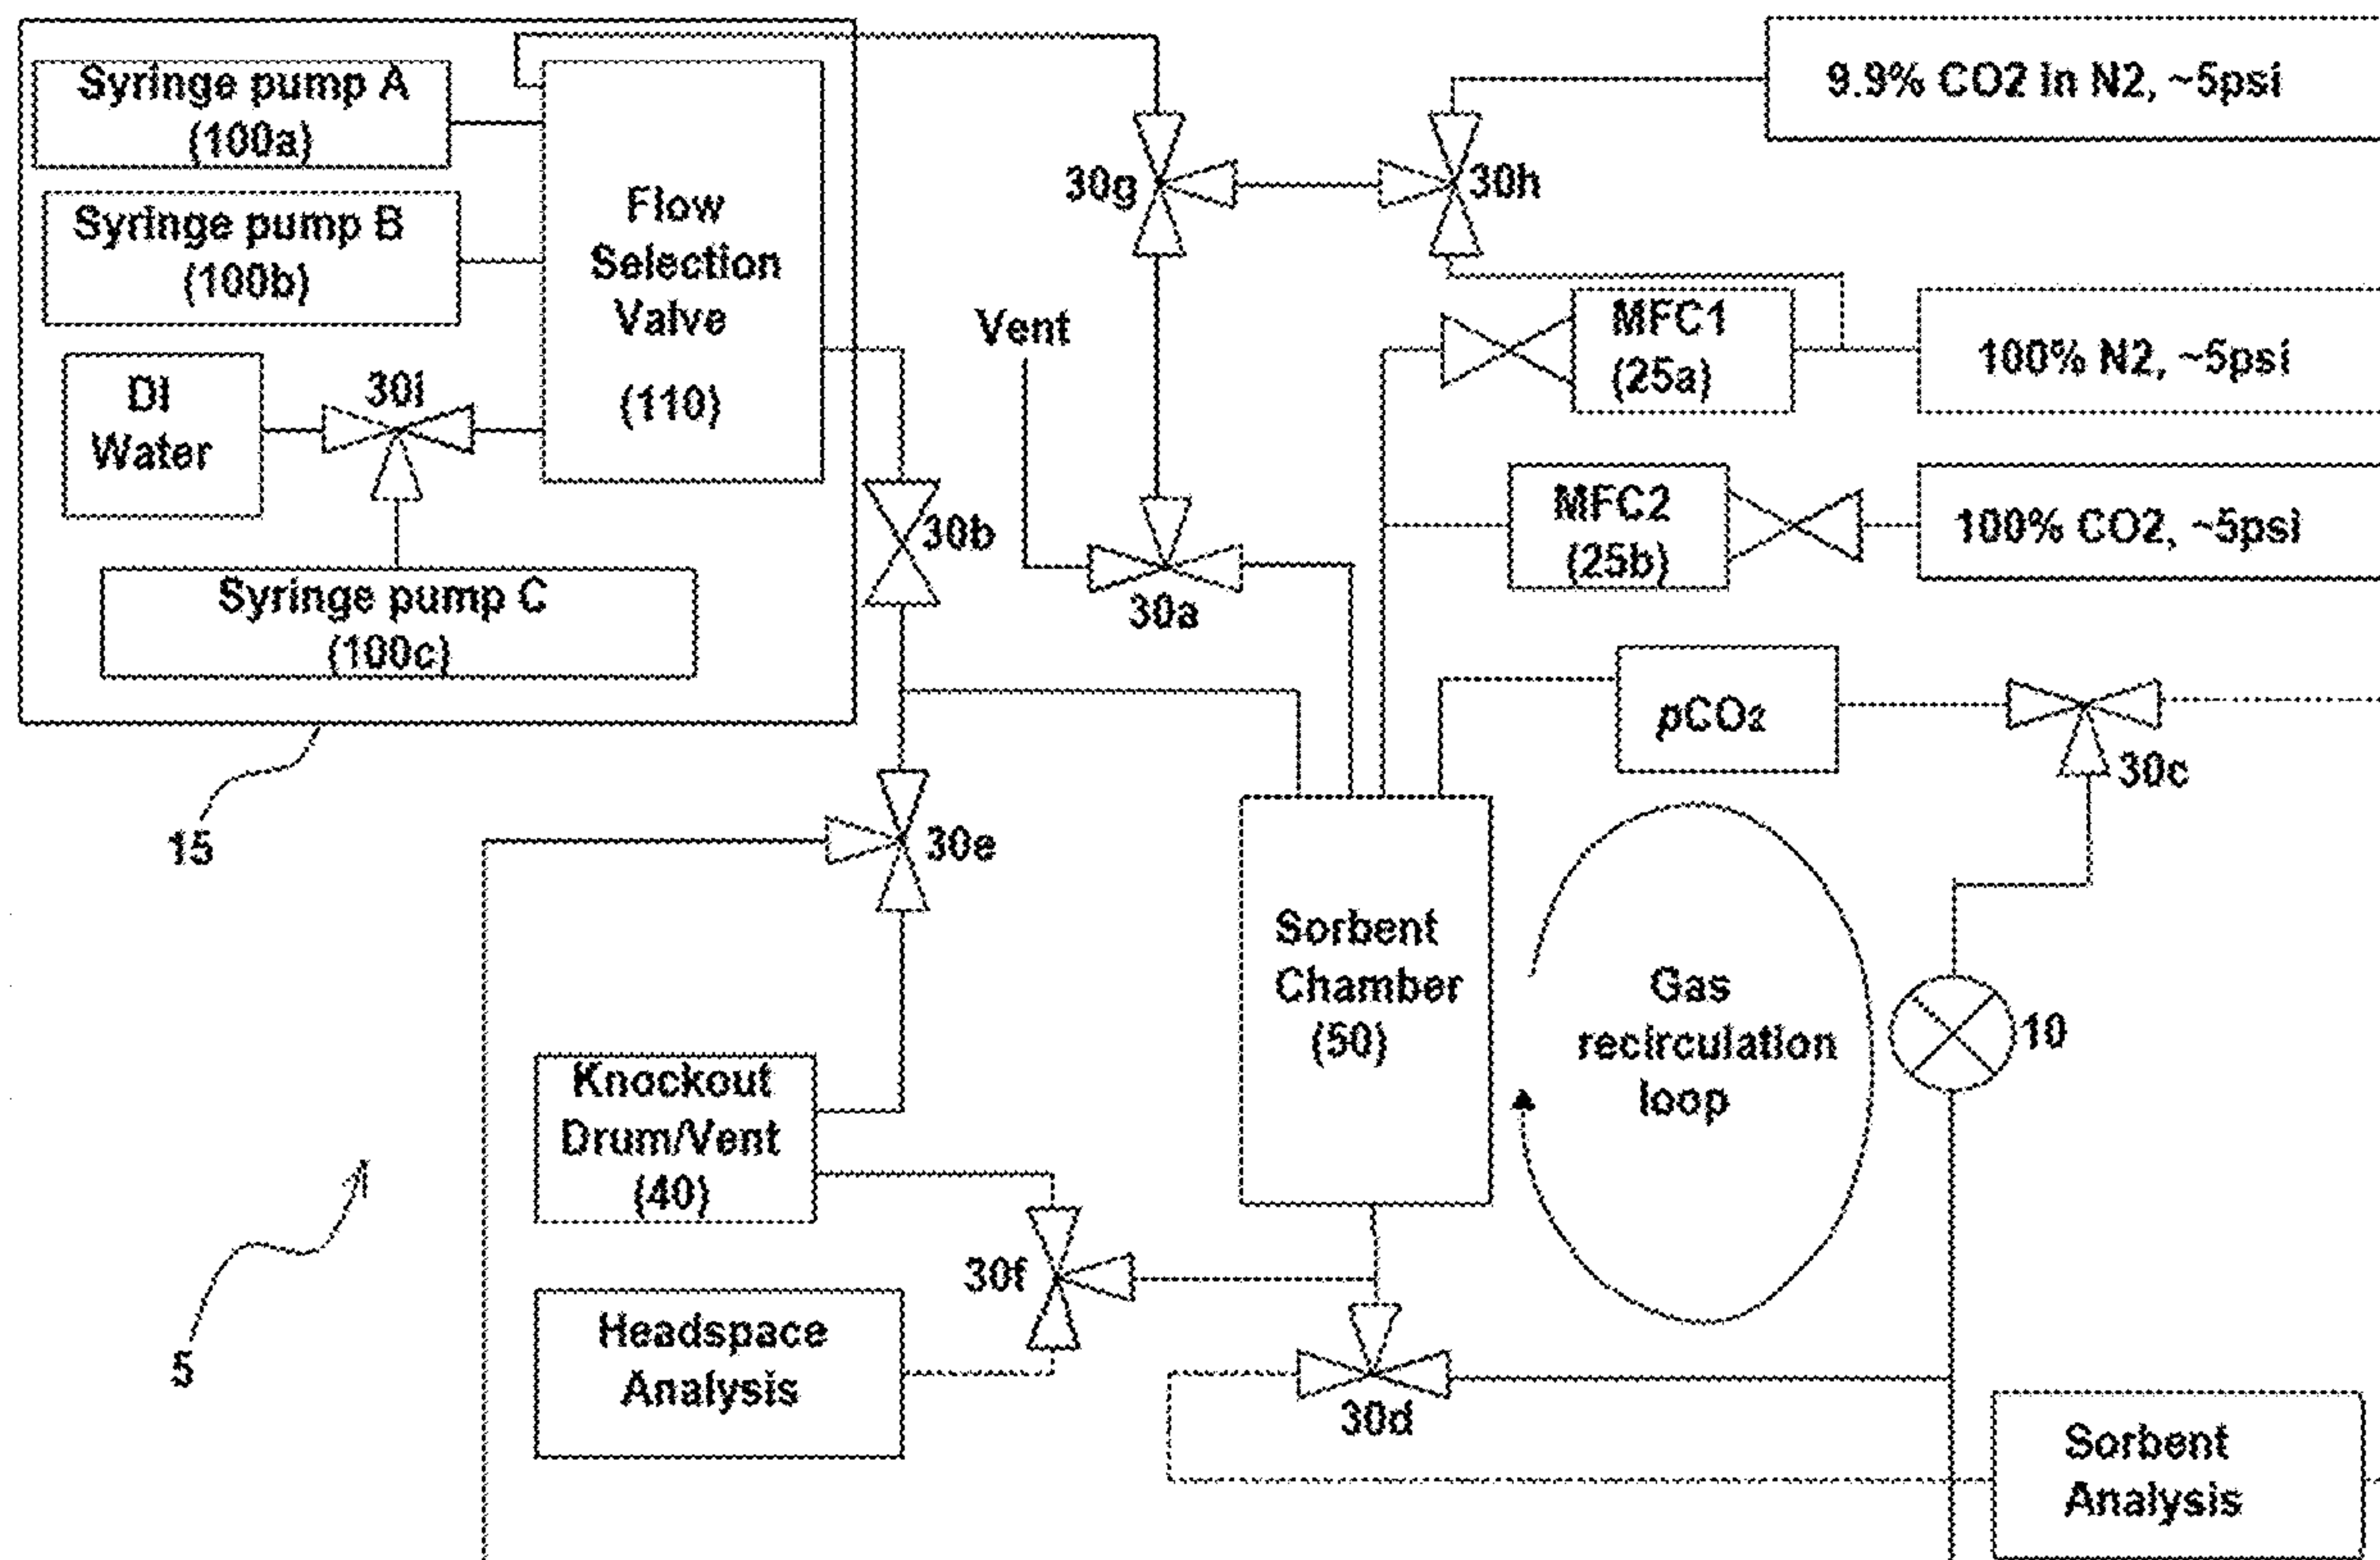 Syringe pump A
(100a)
Syringe pump B
(100b)
DI
Water
30i
Syringe pump C
(100c)
Flow
Selection
Valve
(110)
15
30g
30h
9.9% CO2 in N2, ~5psi
Vent
MFC1
(25a)
100% N2, ~5psi
30b
MFC2
(25b)
100% CO2, ~5psi
30a
pCO₂
30c
30e
Sorbent
Chamber
(50)
Gas
recirculation
loop
10
Knockout
Drum/Vent
(40)
30f
Headspace
Analysis
30d
Sorbent
Analysis
5